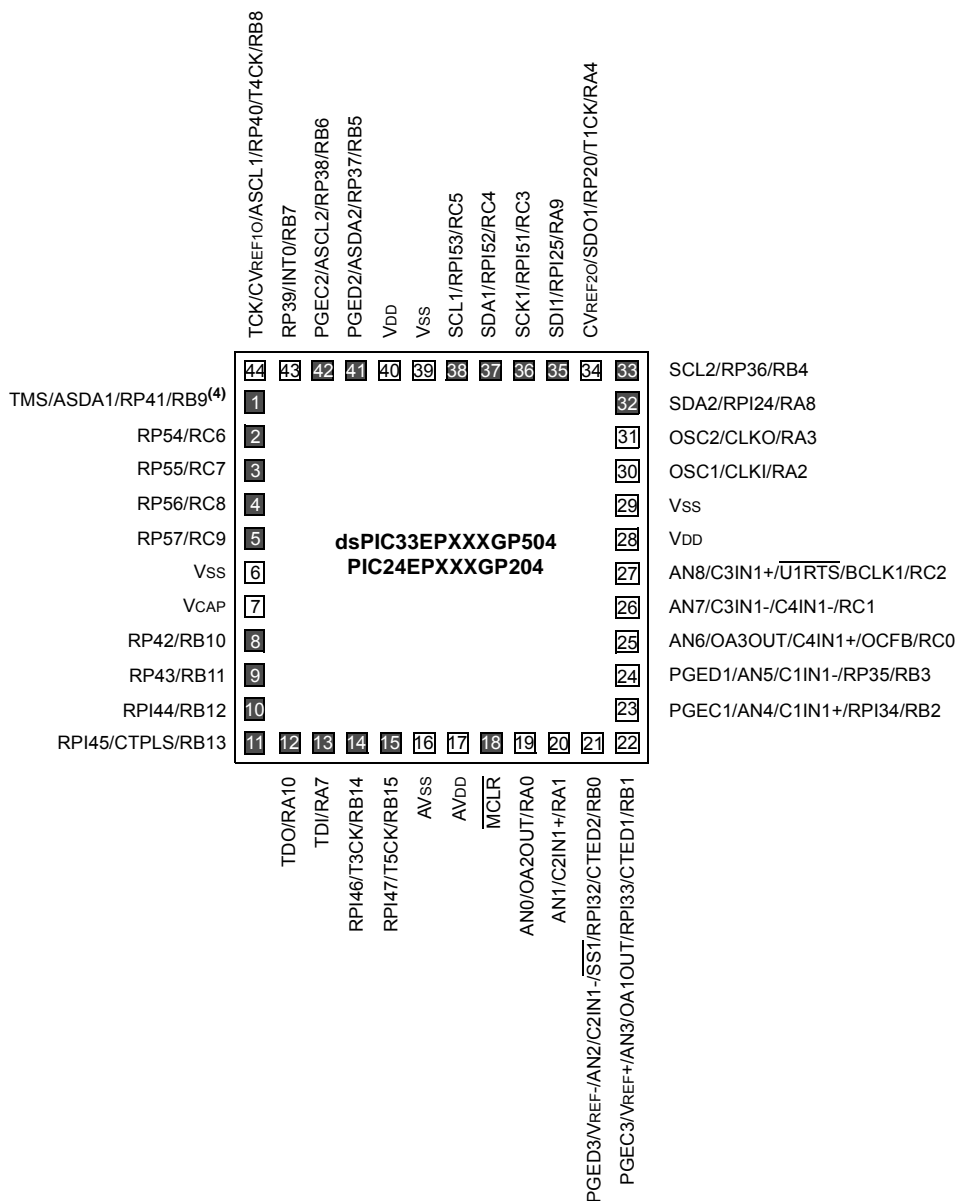 TCK/CVREF1O/ASCL1/RP40/T4CK/RB8
RP39/INT0/RB7
PGEC2/ASCL2/RP38/RB6
PGED2/ASDA2/RP37/RB5
VDD
VSS
SCL1/RPI53/RC5
SDA1/RPI52/RC4
SCK1/RPI51/RC3
SDI1/RPI25/RA9
CVREF2O/SDO1/RP20/T1CK/RA4
44 43 42 41 40 39 38 37 36 35 34 33 SCL2/RP36/RB4
TMS/ASDA1/RP41/RB9(4) 1 32 SDA2/RPI24/RA8
RP54/RC6 2 31 OSC2/CLKO/RA3
RP55/RC7 3 30 OSC1/CLKI/RA2
RP56/RC8 4 29 VSS
RP57/RC9 5 28 VDD
dsPIC33EPXXXGP504
PIC24EPXXXGP204
VSS 6 27 AN8/C3IN1+/U1RTS/BCLK1/RC2
VCAP 7 26 AN7/C3IN1-/C4IN1-/RC1
RP42/RB10 8 25 AN6/OA3OUT/C4IN1+/OCFB/RC0
RP43/RB11 9 24 PGED1/AN5/C1IN1-/RP35/RB3
RPI44/RB12 10 23 PGEC1/AN4/C1IN1+/RPI34/RB2
RPI45/CTPLS/RB13 11 12 13 14 15 16 17 18 19 20 21 22
TDO/RA10
TDI/RA7
RPI46/T3CK/RB14
RPI47/T5CK/RB15
AVSS
AVDD
MCLR
AN0/OA2OUT/RA0
AN1/C2IN1+/RA1
PGED3/VREF-/AN2/C2IN1-/SS1/RPI32/CTED2/RB0
PGEC3/VREF+/AN3/OA1OUT/RPI33/CTED1/RB1